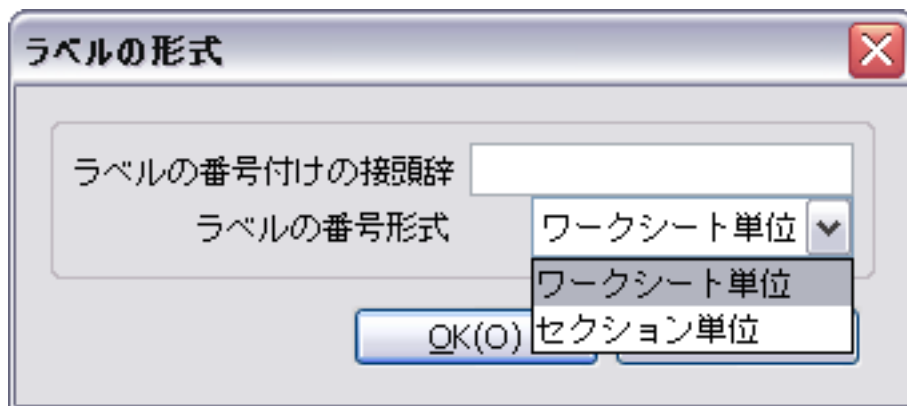 ラベルの形式
ラベルの番号付けの接頭辞
ラベルの番号形式 ワークシート単位
ワークシート単位
セクション単位
OK(O)